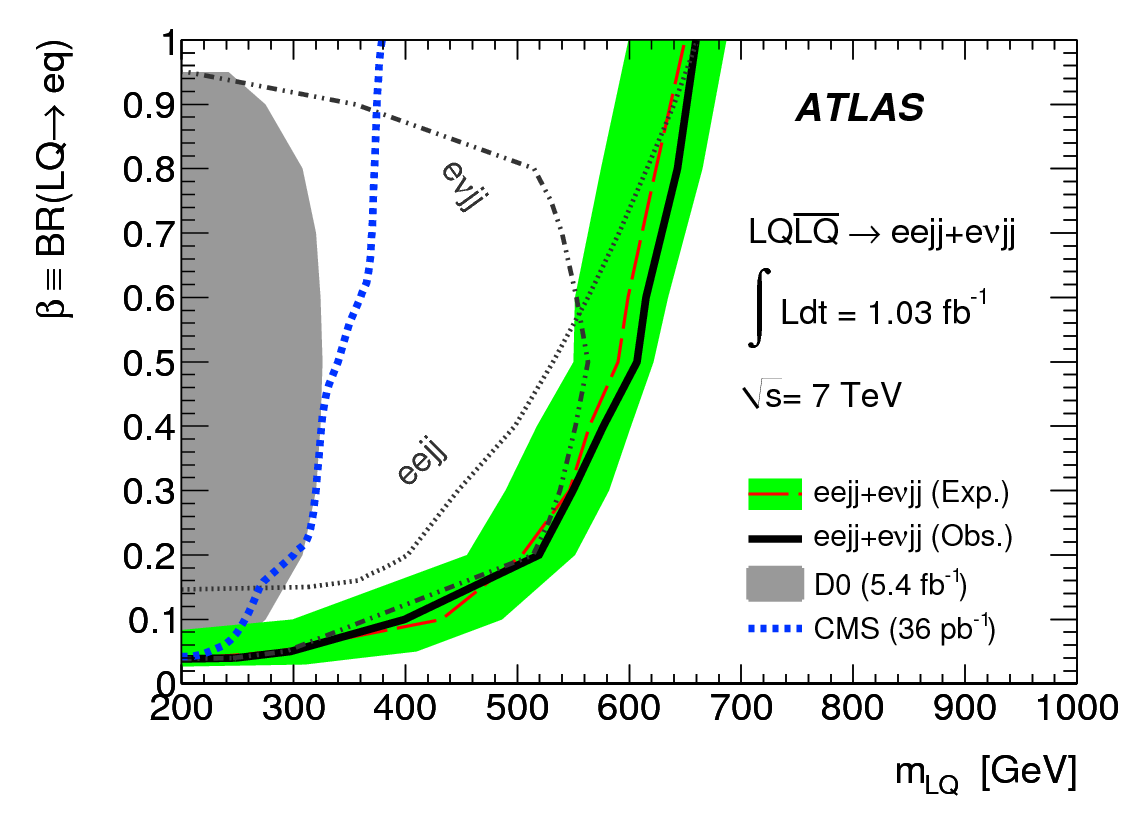 β ≡ BR(LQ→ eq)
1
0.9
0.8
0.7
0.6
0.5
0.4
0.3
0.2
0.1
0
200 300 400 500 600 700 800 900 1000
m_LQ [GeV]
eνjj
eejj
ATLAS
LQL̅Q̅ → eejj+eνjj
∫ Ldt = 1.03 fb⁻¹
√s= 7 TeV
eejj+eνjj (Exp.)
eejj+eνjj (Obs.)
D0 (5.4 fb⁻¹)
CMS (36 pb⁻¹)